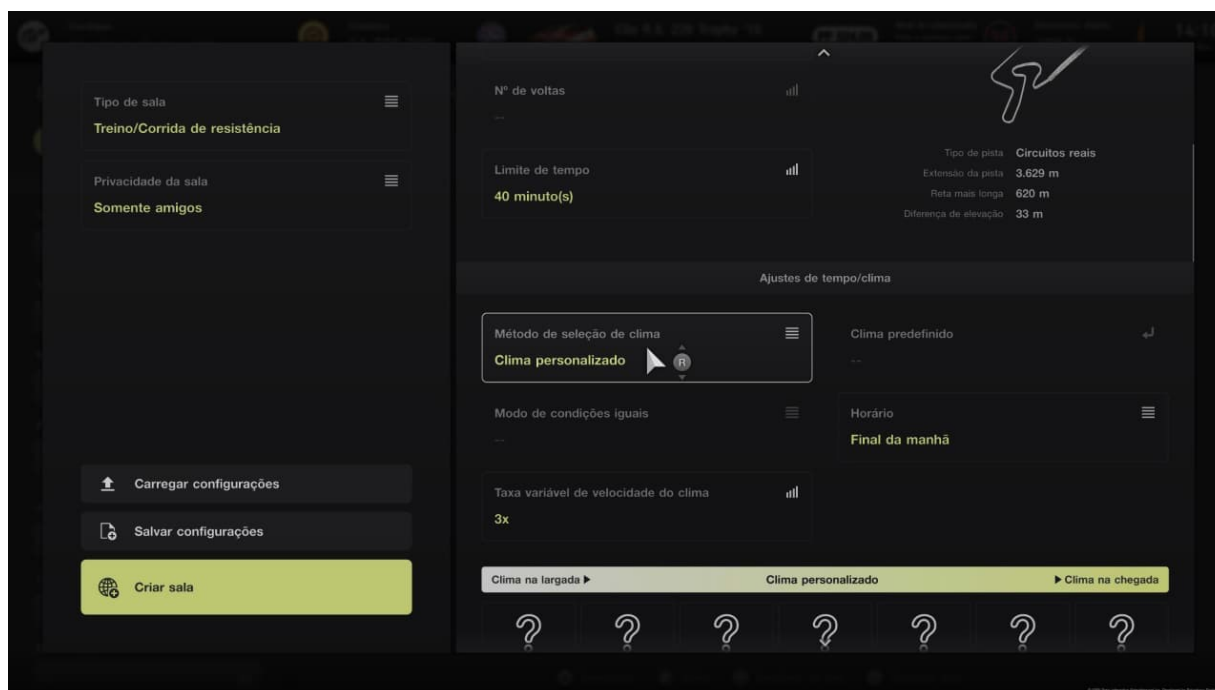 Tipo de sala
Treino/Corrida de resistência
Privacidade da sala
Somente amigos
Carregar configurações
Salvar configurações
Criar sala
Nº de voltas
--
Limite de tempo
40 minuto(s)
Tipo de pista Circuitos reais
Extensão da pista 3.629 m
Reta mais longa 620 m
Diferença de elevação 33 m
Ajustes de tempo/clima
Método de seleção de clima
Clima personalizado
R
Clima predefinido
--
Modo de condições iguais
--
Horário
Final da manhã
Taxa variável de velocidade do clima
3x
Clima na largada Clima personalizado Clima na chegada
? ? ? ? ? ? ?